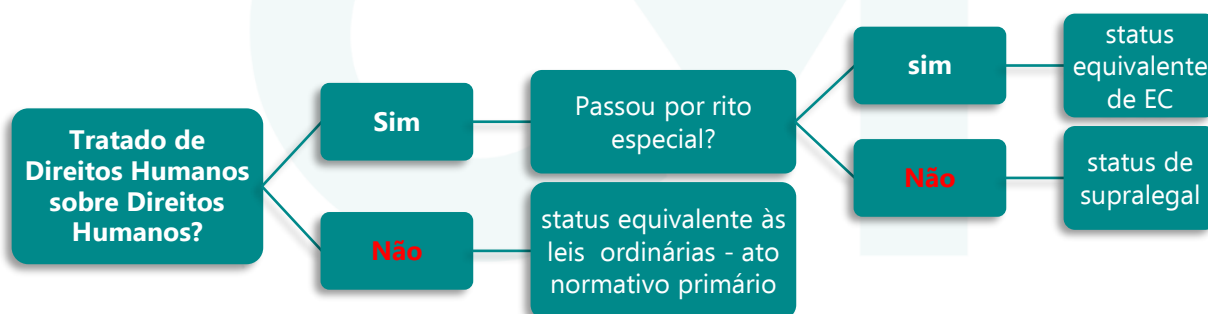 Tratado de
Direitos Humanos
sobre Direitos
Humanos?
Sim
Passou por rito
especial?
sim
status
equivalente
de EC
Não
status de
supralegal
Não
status equivalente às
leis ordinárias - ato
normativo primário